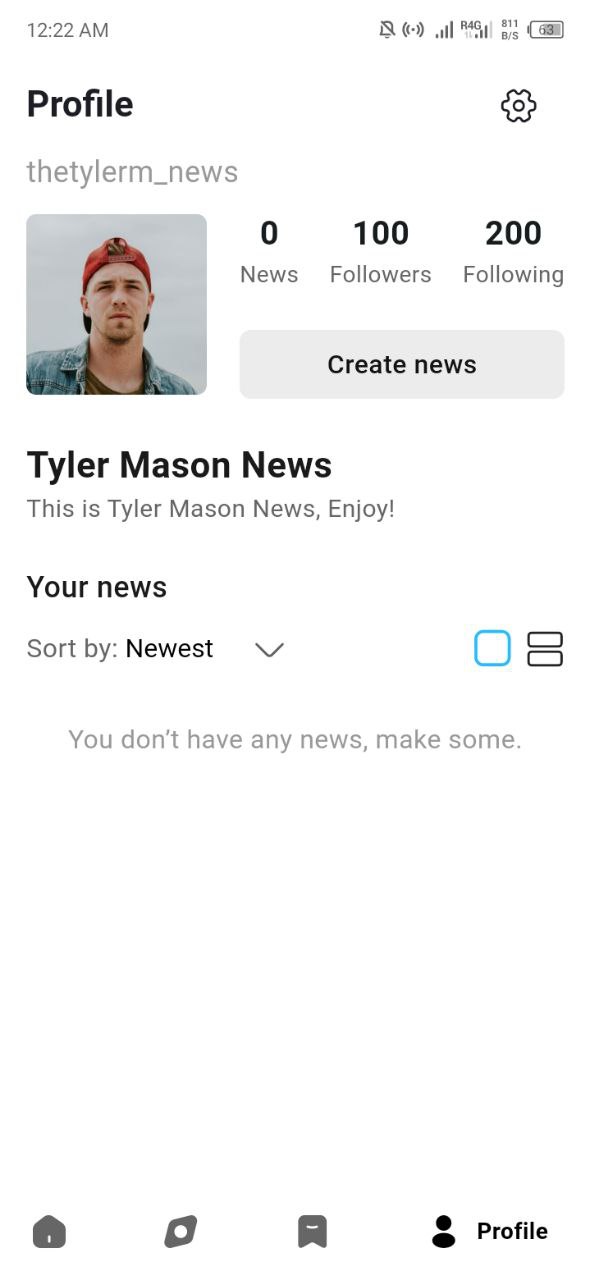 12:22 AM R4G 811 B/S 63
Profile
thetylerm_news
0 100 200
News Followers Following
Create news
Tyler Mason News
This is Tyler Mason News, Enjoy!
Your news
Sort by: Newest
You don’t have any news, make some.
Profile